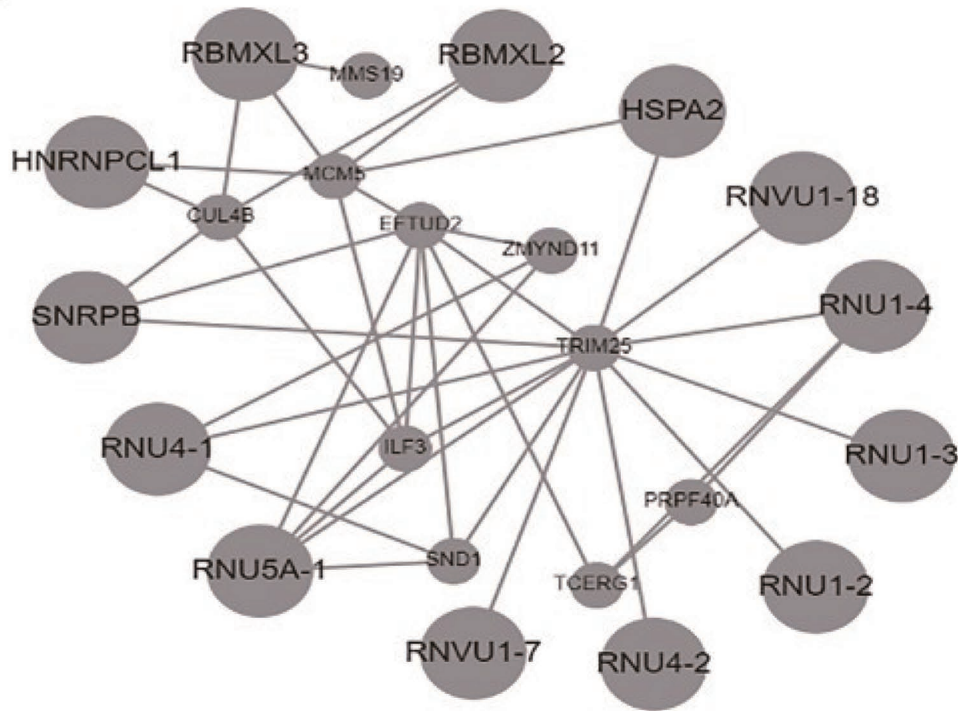 RBMXL3
MMS19
RBMXL2
HSPA2
HNRNPCL1
MCM5
RNVU1-18
CUL4B
EFTUD2
ZMYND11
SNRPB
RNU1-4
TRIM25
RNU4-1
ILF3
RNU1-3
PRPF40A
RNU5A-1
SND1
TCERG1
RNU1-2
RNVU1-7
RNU4-2